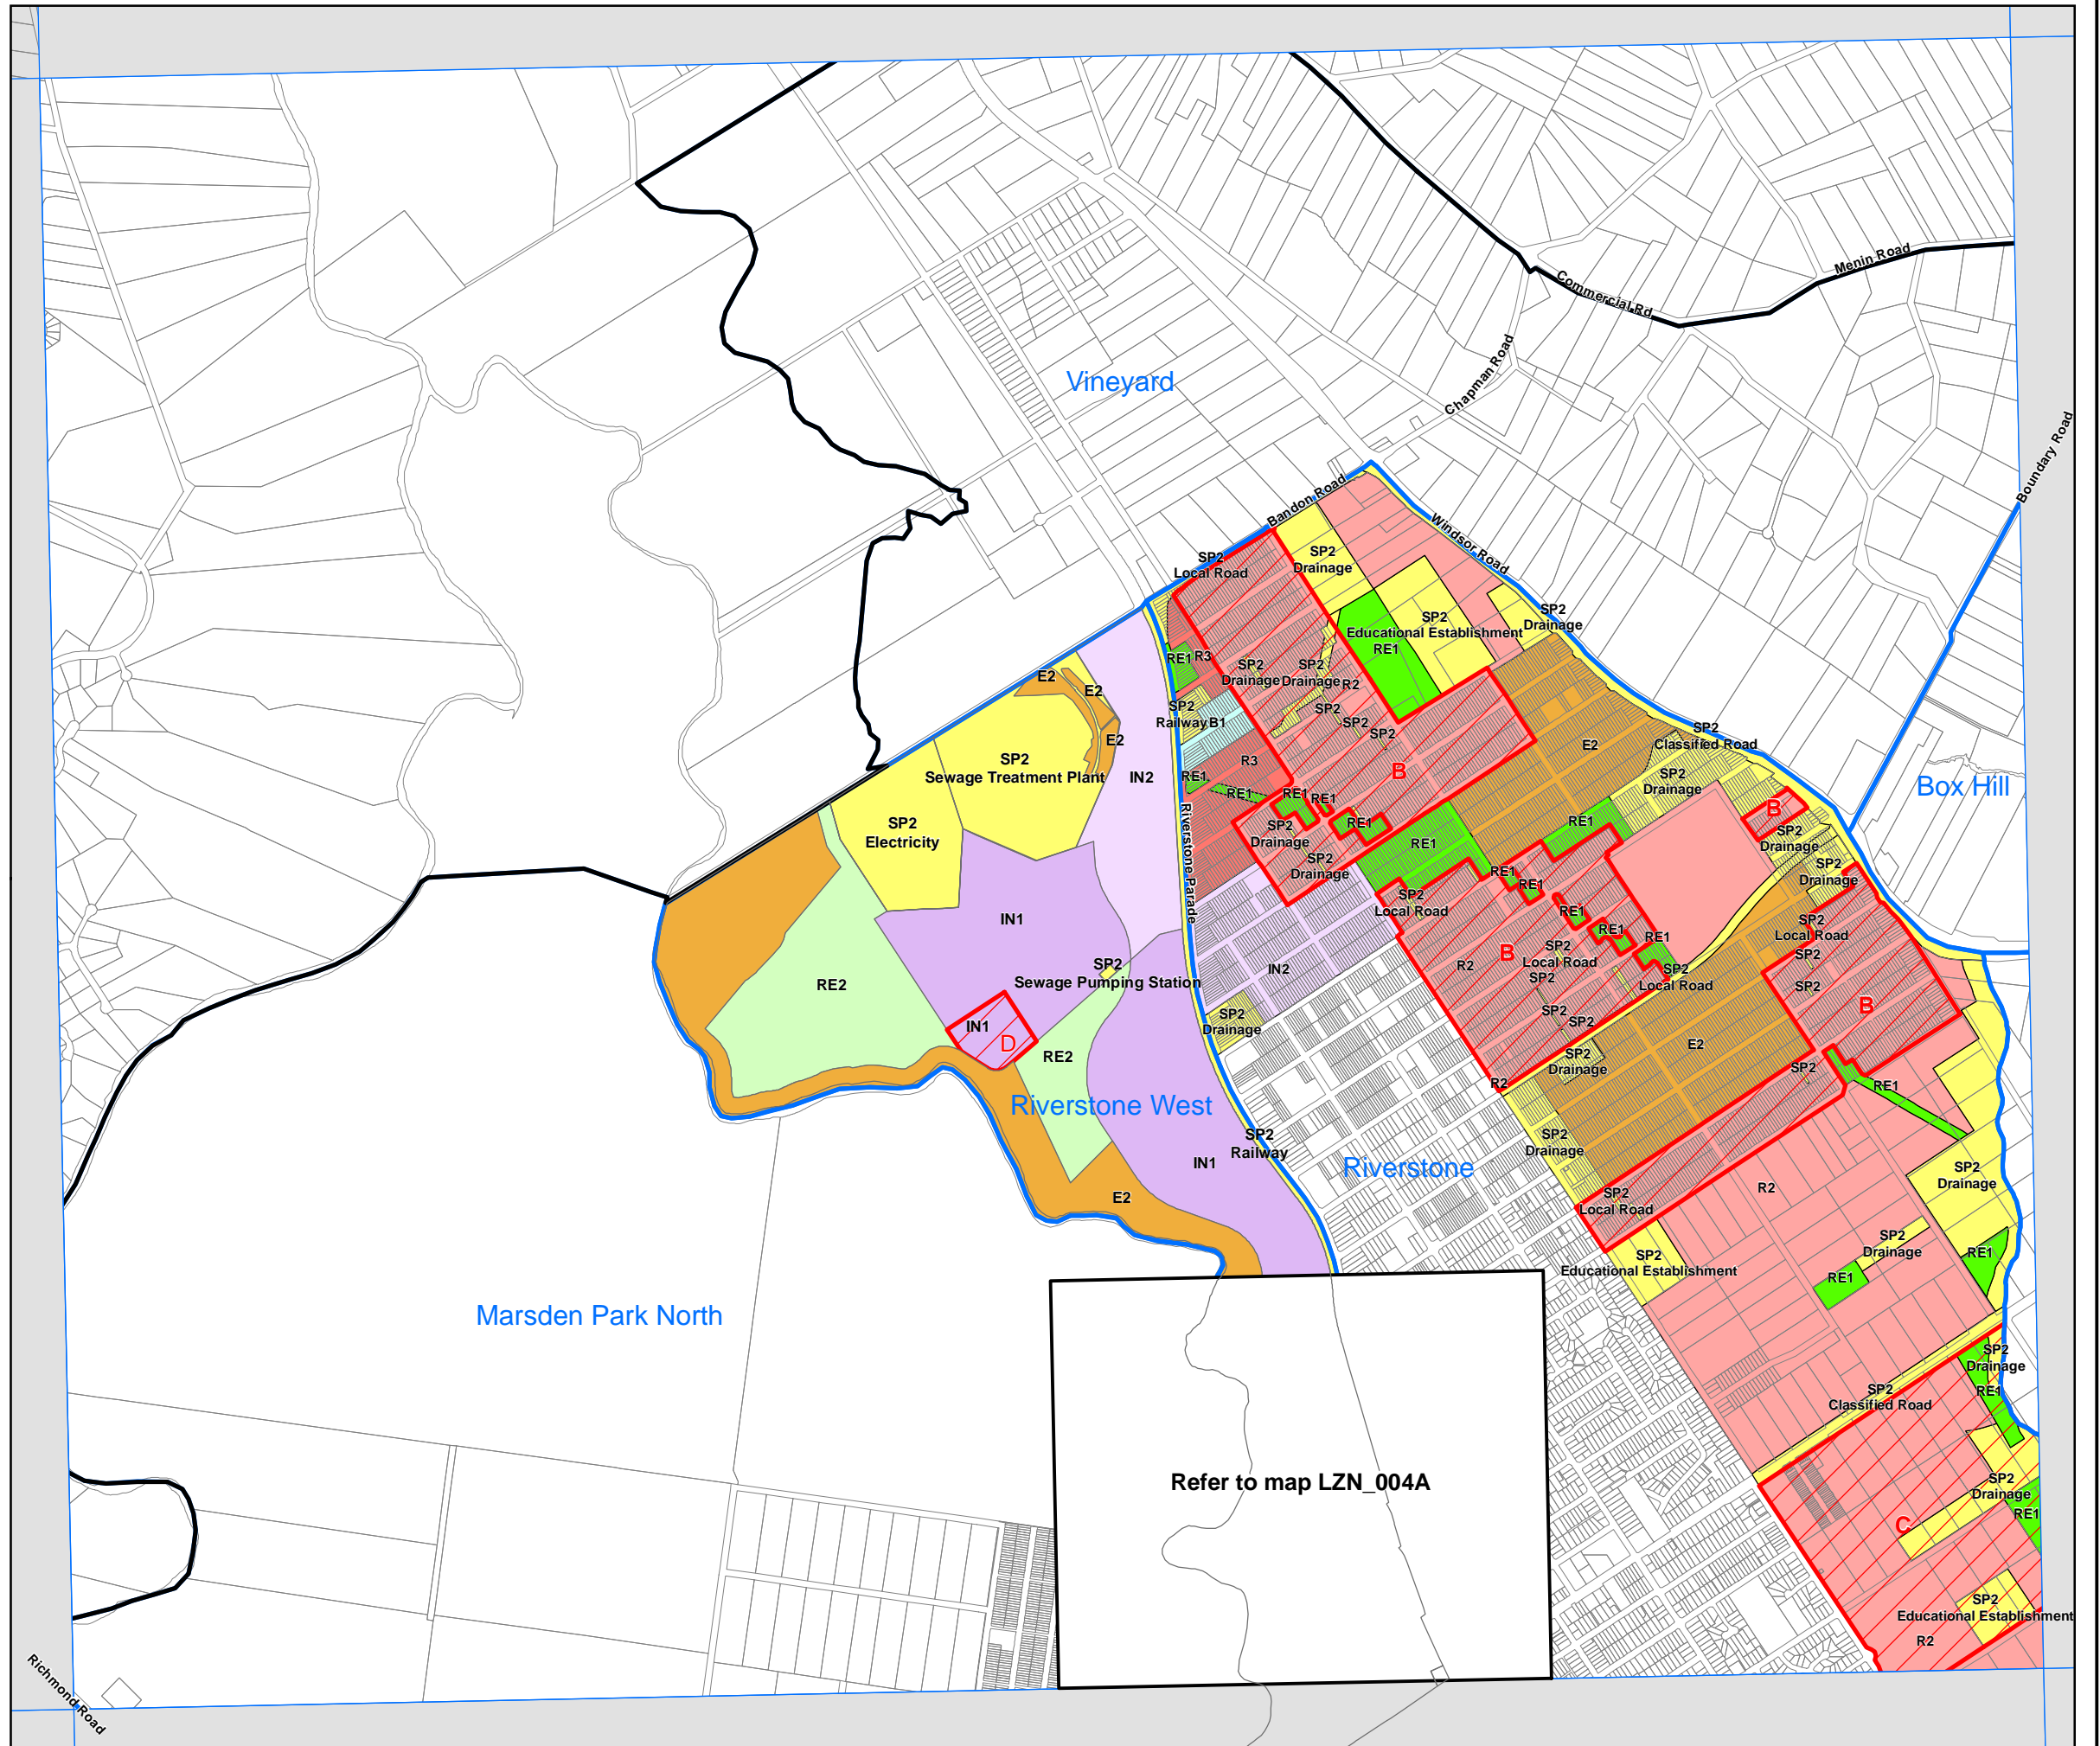 Menin Road
Commercial Rd
Chapman Road
Vineyard
Boundary Road
Bandon Road
Windsor Road
SP2
Local Road
SP2
Drainage
SP2
Educational Establishment
SP2
Drainage
RE1
RE1
R3
SP2
Drainage
SP2
Drainage
R2
E2
E2
E2
SP2
Railway
B1
SP2
SP2
SP2
E2
SP2
Classified Road
SP2
Sewage Treatment Plant
IN2
R3
B
RE1
RE1
RE1
RE1
SP2
Drainage
Box Hill
B
SP2
Electricity
RE1
RE1
RE1
SP2
Drainage
SP2
Drainage
SP2
Drainage
SP2
Drainage
Riverstone Parade
RE1
RE1
SP2
Local Road
IN1
RE1
RE1
RE1
SP2
Local Road
B
R2
SP2
Local Road
SP2
SP2
Local Road
SP2
SP2
B
SP2
Sewage Pumping Station
IN2
RE2
IN1
D
RE2
SP2
Drainage
SP2
SP2
E2
SP2
Drainage
SP2
R2
RE1
Riverstone West
SP2
Railway
IN1
Riverstone
SP2
Drainage
SP2
Drainage
E2
R2
SP2
Local Road
SP2
Drainage
SP2
Educational Establishment
RE1
RE1
Marsden Park North
SP2
Drainage
RE1
SP2
Classified Road
Refer to map LZN_004A
SP2
Drainage
RE1
C
SP2
Educational Establishment
R2
Richmond Road